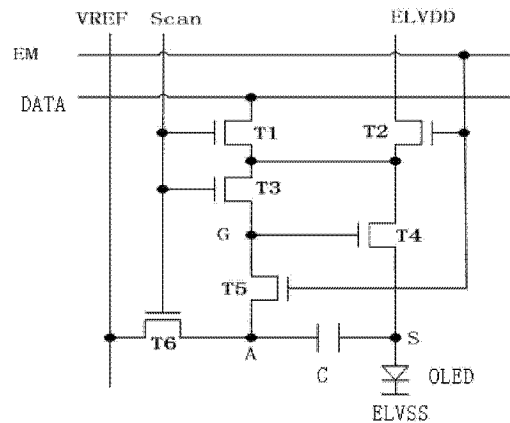 VREF Scan ELVDD
EM
DATA
T1 T2
T3
G T4
T5
T6 A C S
OLED
ELVSS